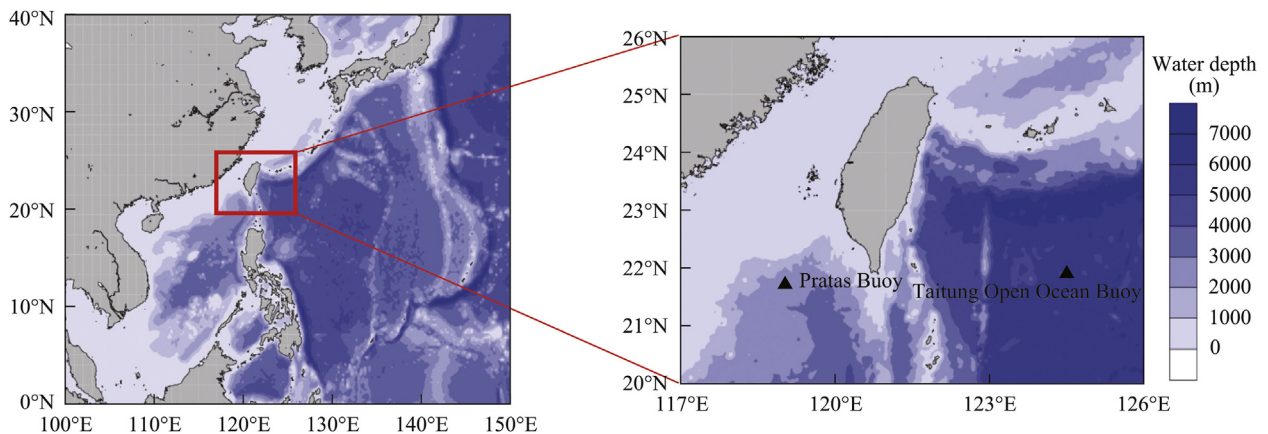 40°N
30°N
20°N
10°N
0°N
100°E
110°E
120°E
130°E
140°E
150°E
26°N
25°N
24°N
23°N
22°N
21°N
20°N
117°E
120°E
123°E
126°E
Pratas Buoy
Taitung Open Ocean Buoy
Water depth
(m)
7000
6000
5000
4000
3000
2000
1000
0